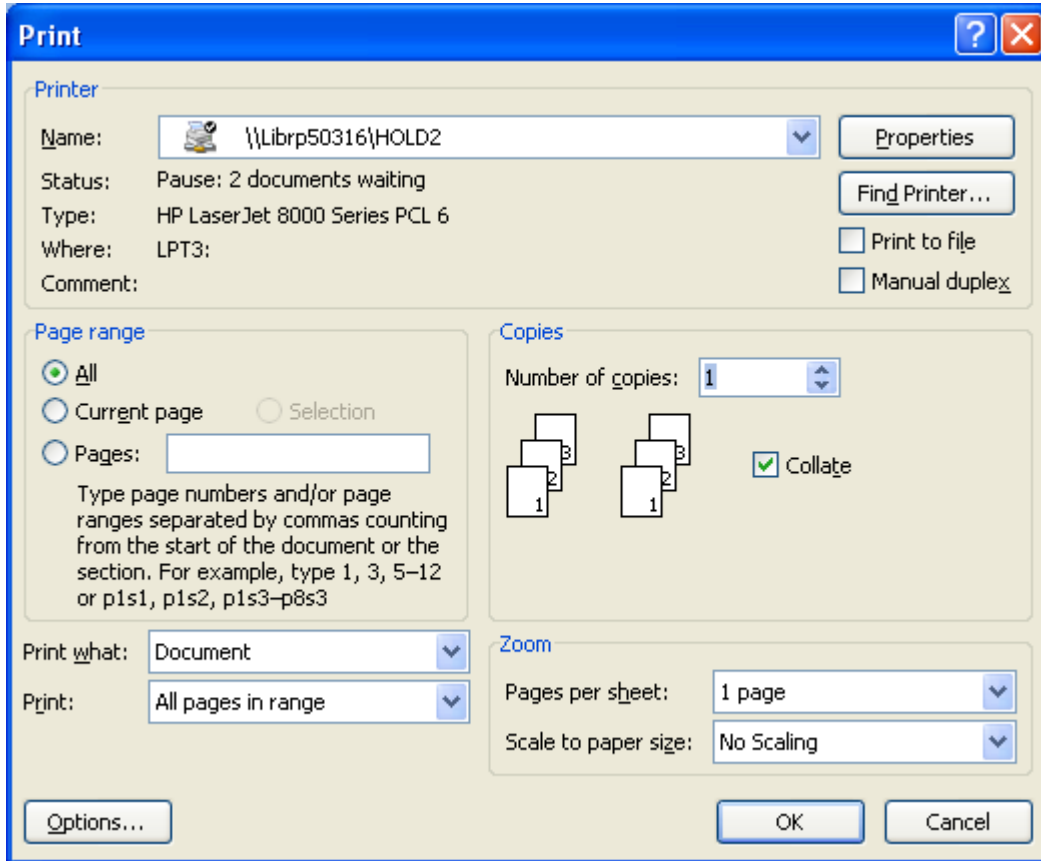 Print
Printer
Name: \\Librp50316\HOLD2
Properties
Status: Pause: 2 documents waiting
Find Printer...
Type: HP LaserJet 8000 Series PCL 6
Where: LPT3:
Print to file
Comment:
Manual duplex
Page range
All
Current page Selection
Pages:
Type page numbers and/or page
ranges separated by commas counting
from the start of the document or the
section. For example, type 1, 3, 5–12
or p1s1, p1s2, p1s3–p8s3
Copies
Number of copies: 1
3 3
2 2
1 1
Collate
Print what: Document
Print: All pages in range
Zoom
Pages per sheet: 1 page
Scale to paper size: No Scaling
Options...
OK
Cancel